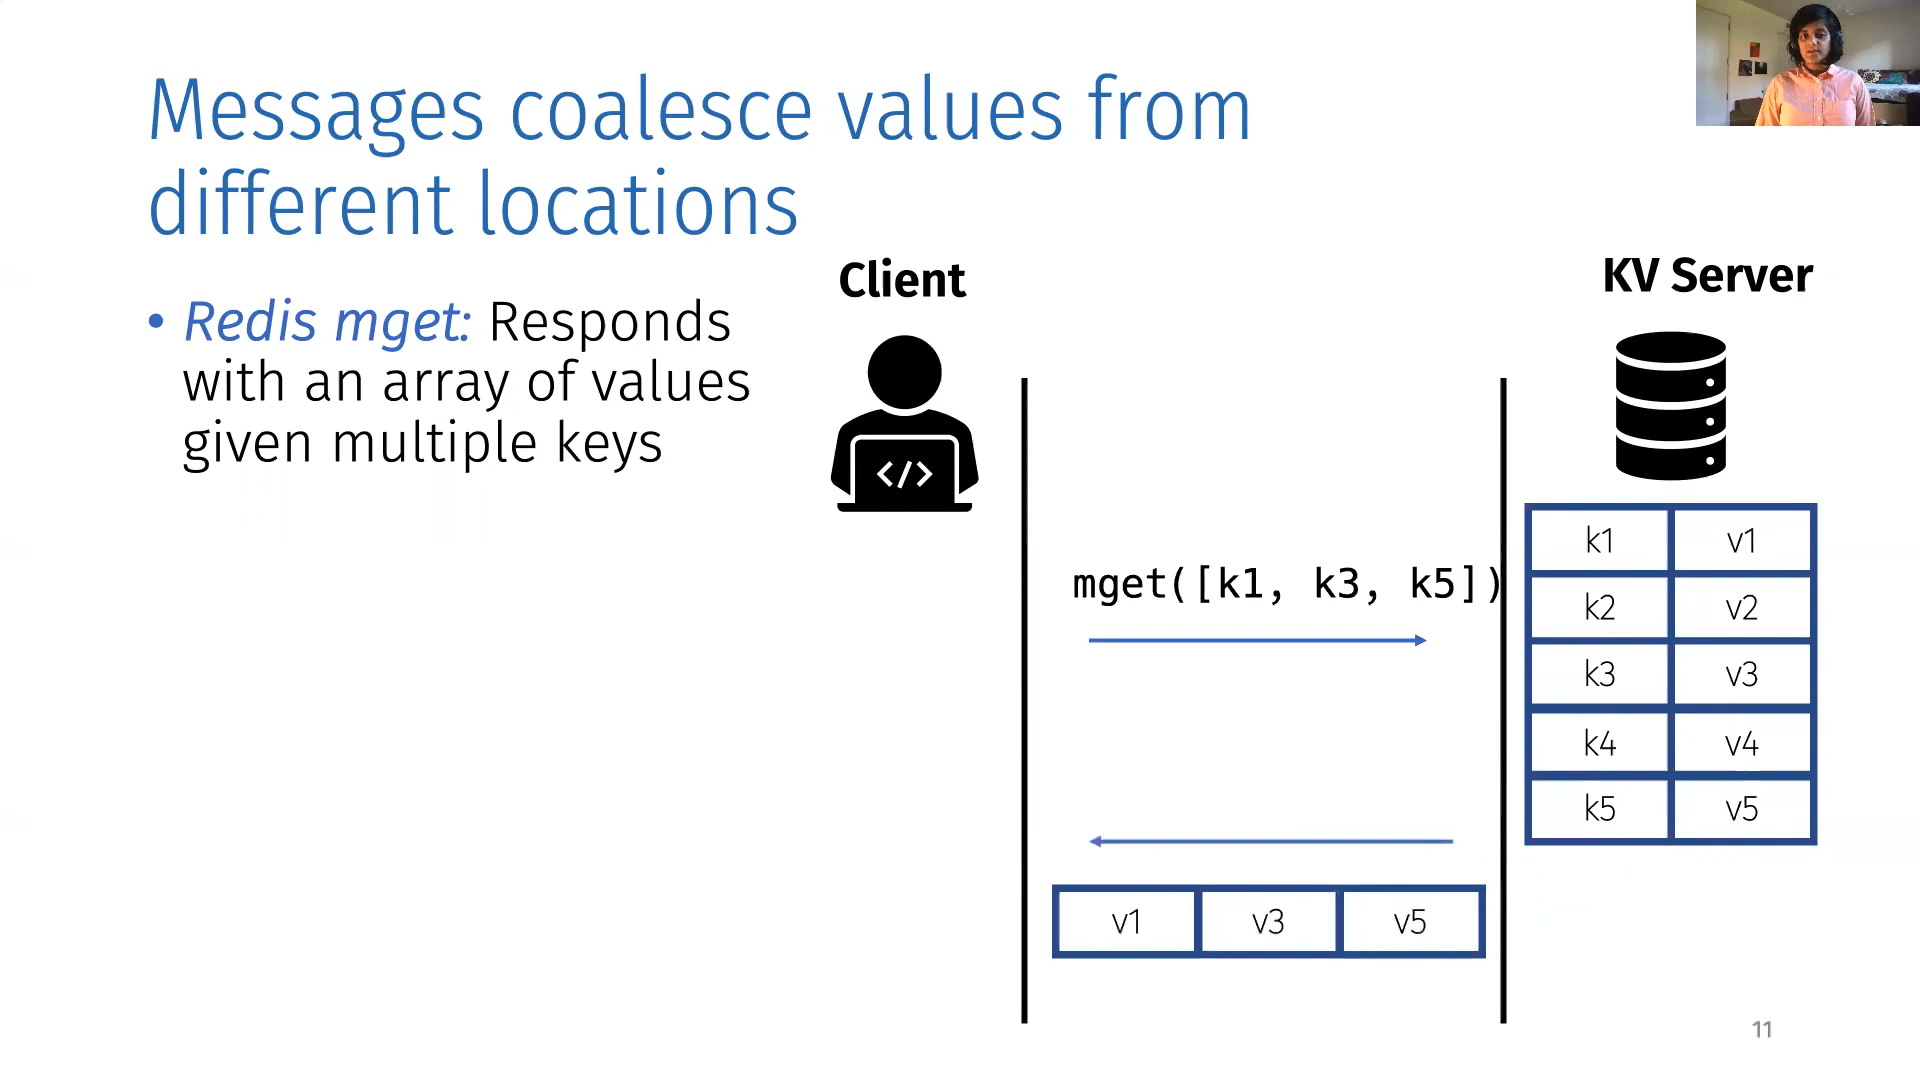 Messages coalesce values from
different locations
• Redis mget: Responds
with an array of values
given multiple keys
Client
KV Server
</>
mget([k1, k3, k5])
k1 v1
k2 v2
k3 v3
k4 v4
k5 v5
v1 v3 v5
11